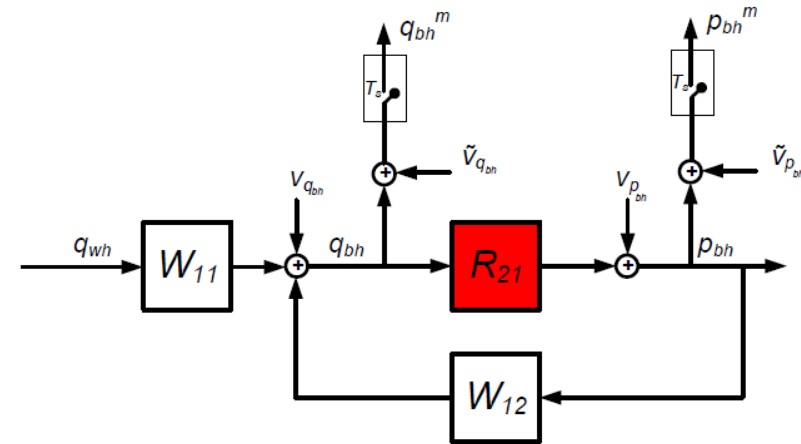 q_bh^m
p_bh^m
T_s
T_s
+
ṽ_q_bh
+
ṽ_p_bh
v_q_bh
v_p_bh
q_wh
W_11
+
q_bh
R_21
+
p_bh
W_12